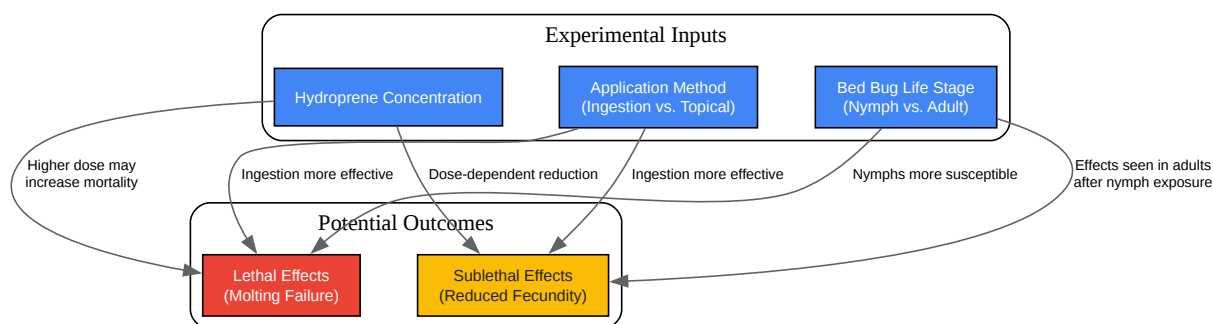 Experimental Inputs
Hydroprene Concentration
Application Method
(Ingestion vs. Topical)
Bed Bug Life Stage
(Nymph vs. Adult)
Higher dose may
increase mortality
Ingestion more effective
Dose-dependent reduction
Ingestion more effective
Nymphs more susceptible
Effects seen in adults
after nymph exposure
Potential Outcomes
Lethal Effects
(Molting Failure)
Sublethal Effects
(Reduced Fecundity)